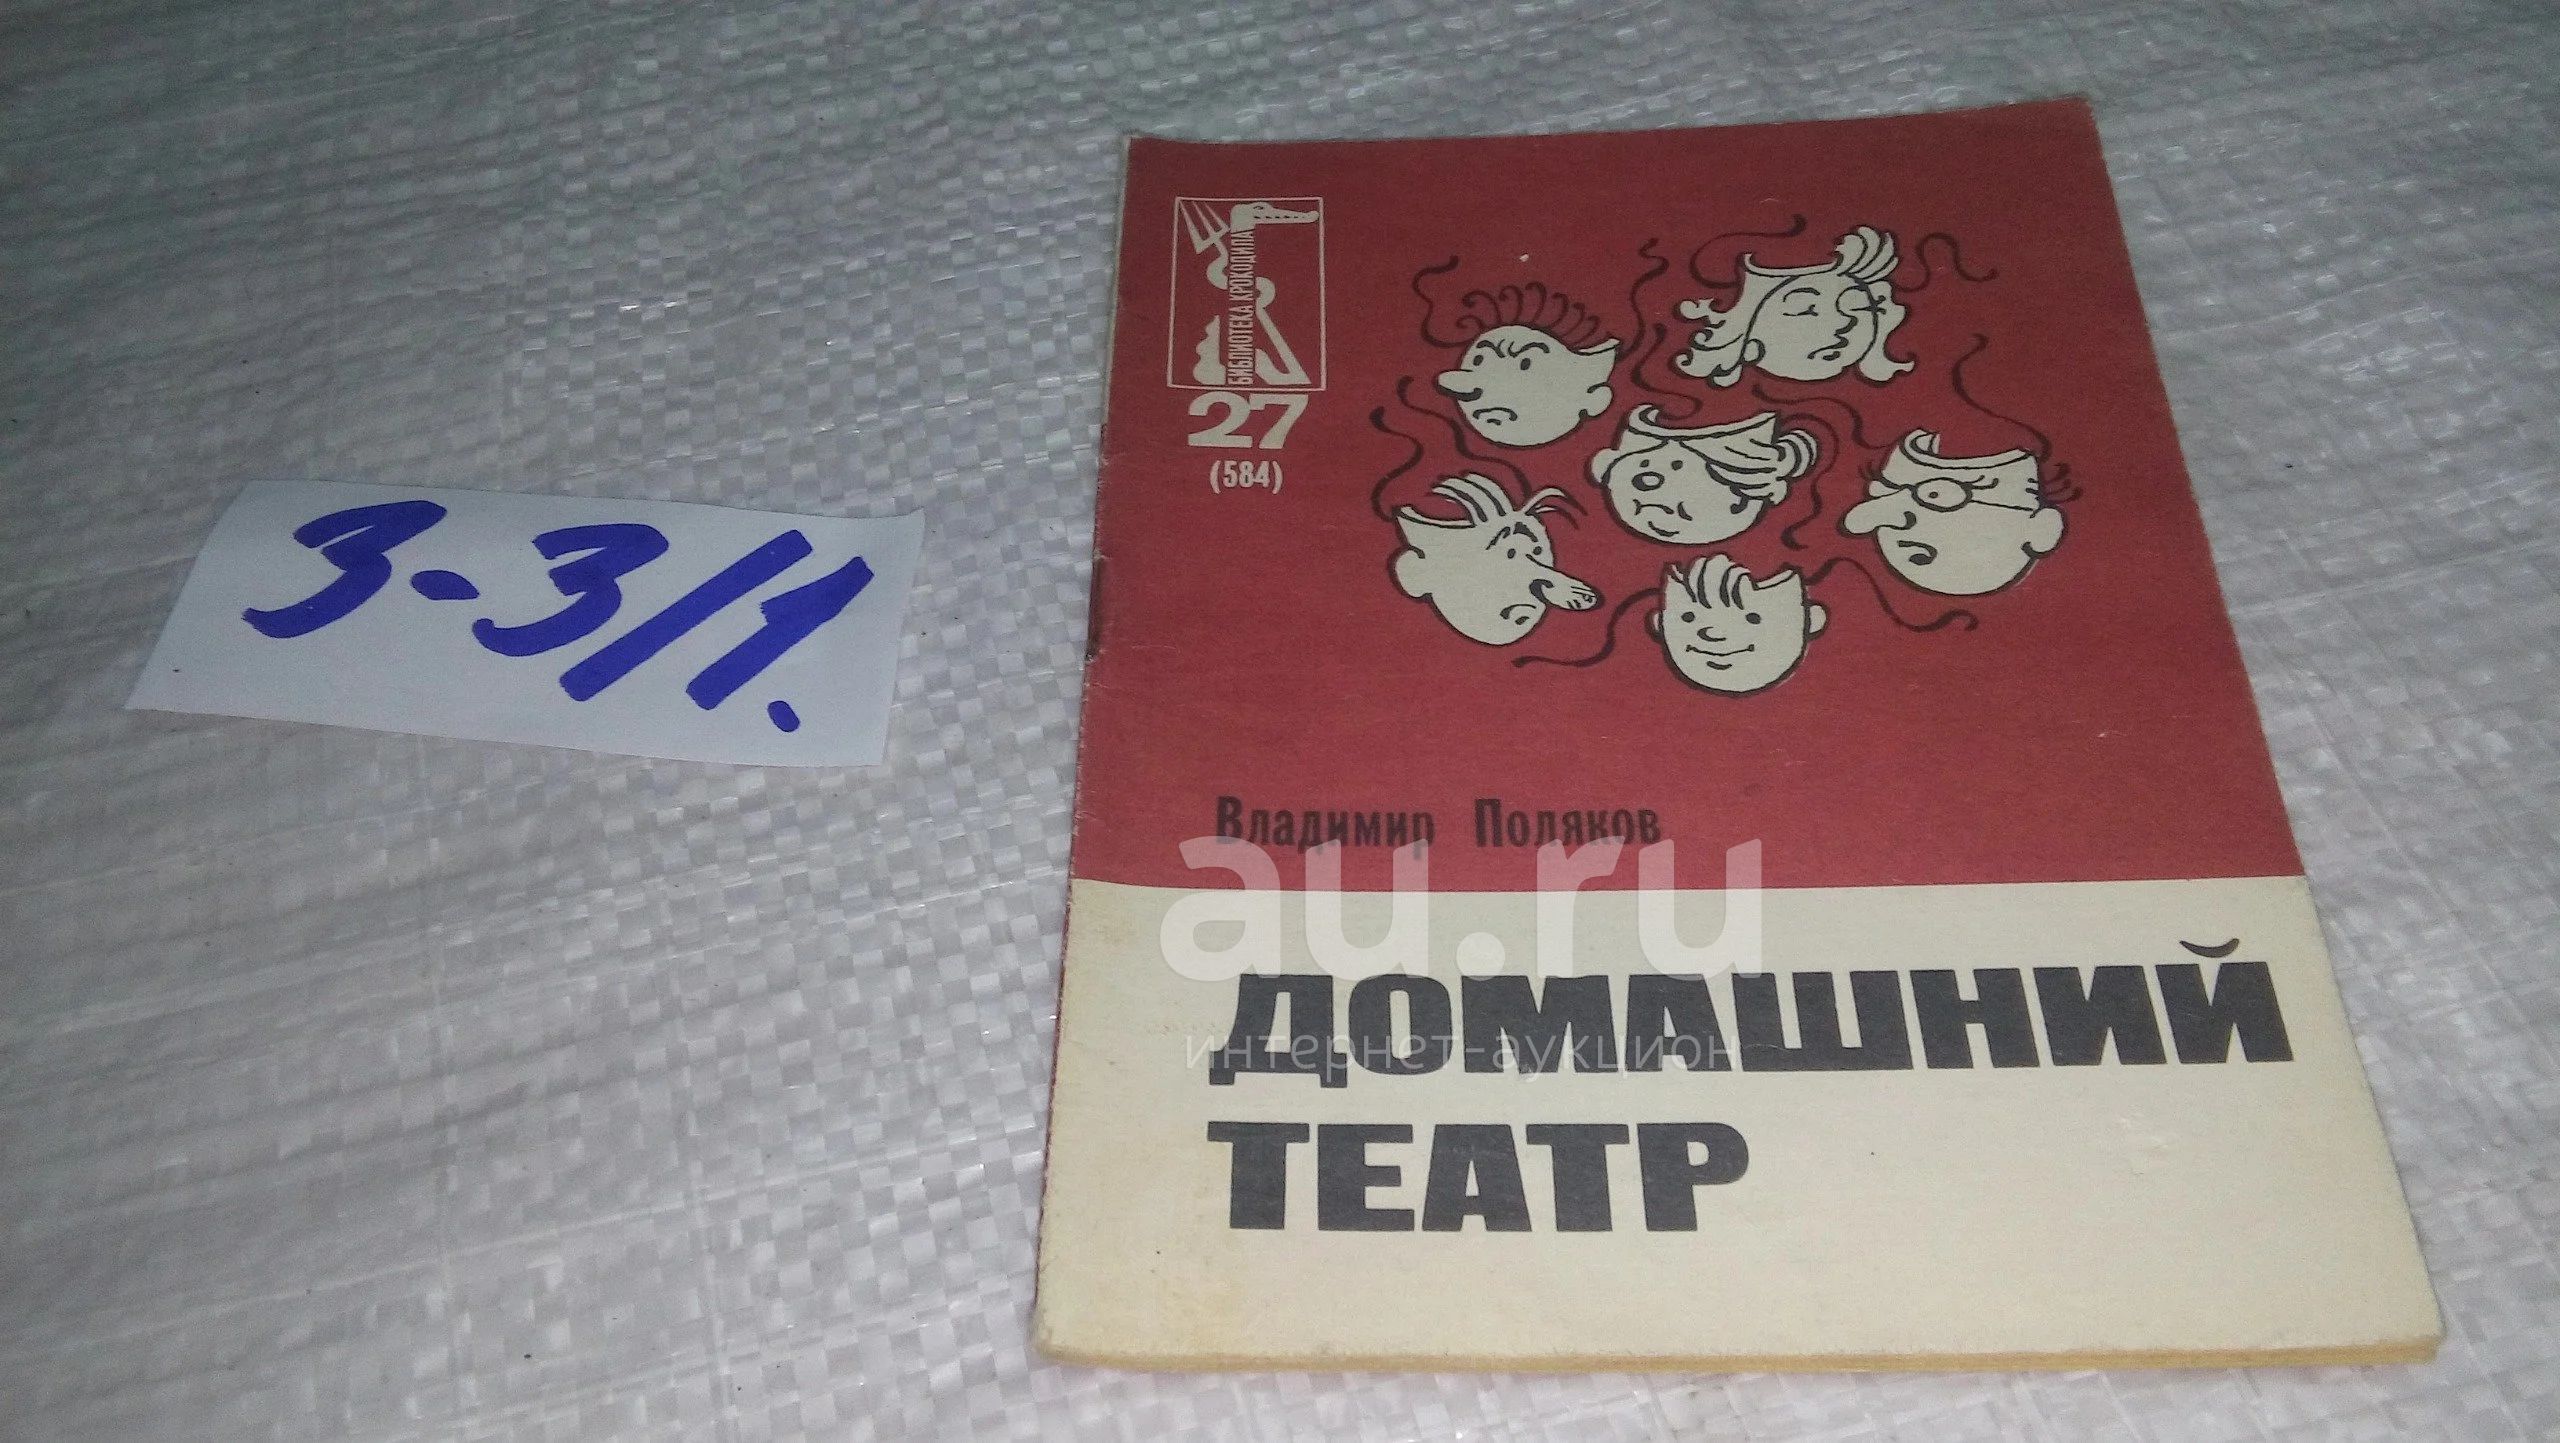 3-3/1.
БИБЛИОТЕКА КРОКОДИЛА
27
(584)
Владимир Поляков
au.ru
интернет-аукцион
ДОМАШНИЙ
ТЕАТР